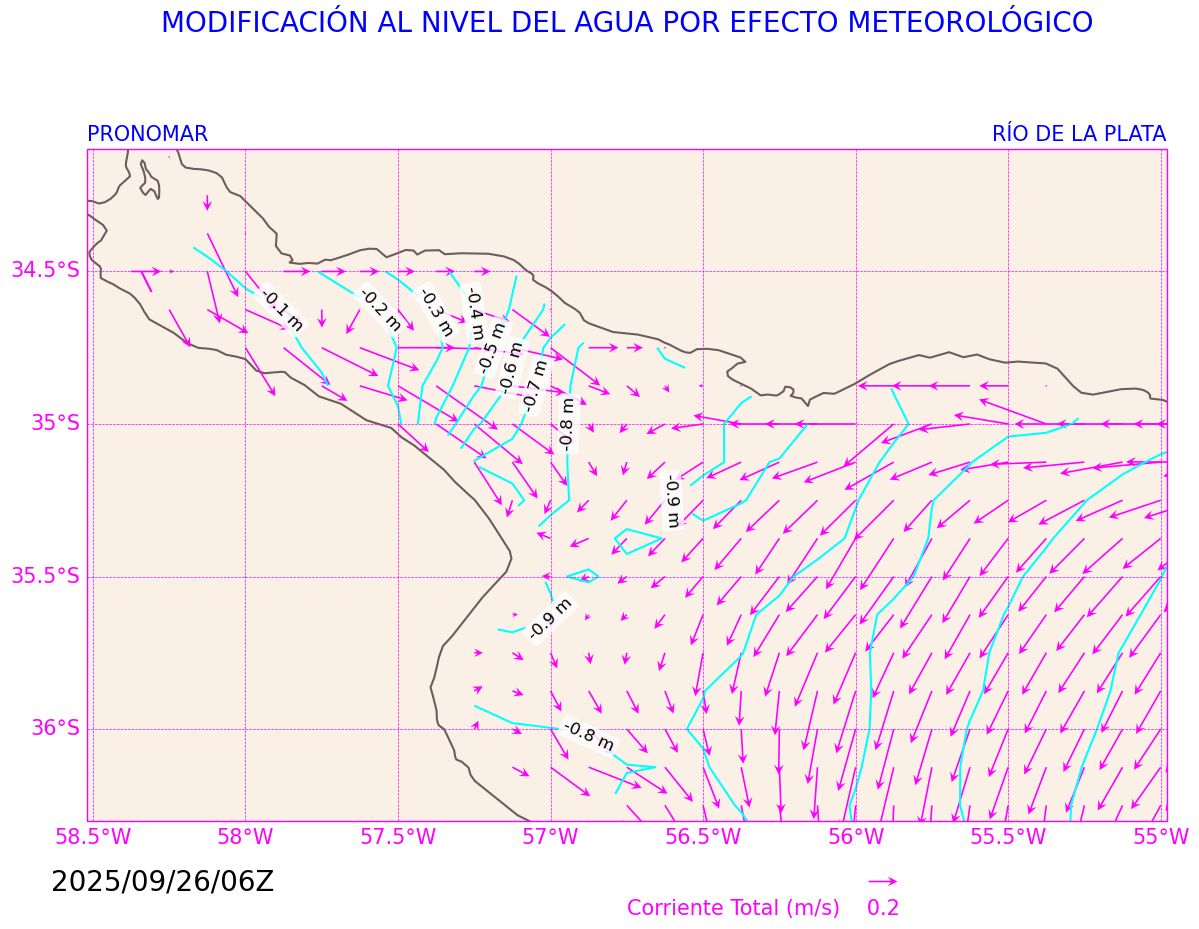 MODIFICACIÓN AL NIVEL DEL AGUA POR EFECTO METEOROLÓGICO
PRONOMAR
RÍO DE LA PLATA
34.5°S
-0.1 m
-0.2 m
-0.3 m
-0.4 m
-0.5 m
-0.6 m
-0.7 m
-0.8 m
35°S
-0.9 m
35.5°S
-0.9 m
36°S
-0.8 m
58.5°W
58°W
57.5°W
57°W
56.5°W
56°W
55.5°W
55°W
2025/09/26/06Z
Corriente Total (m/s)
0.2